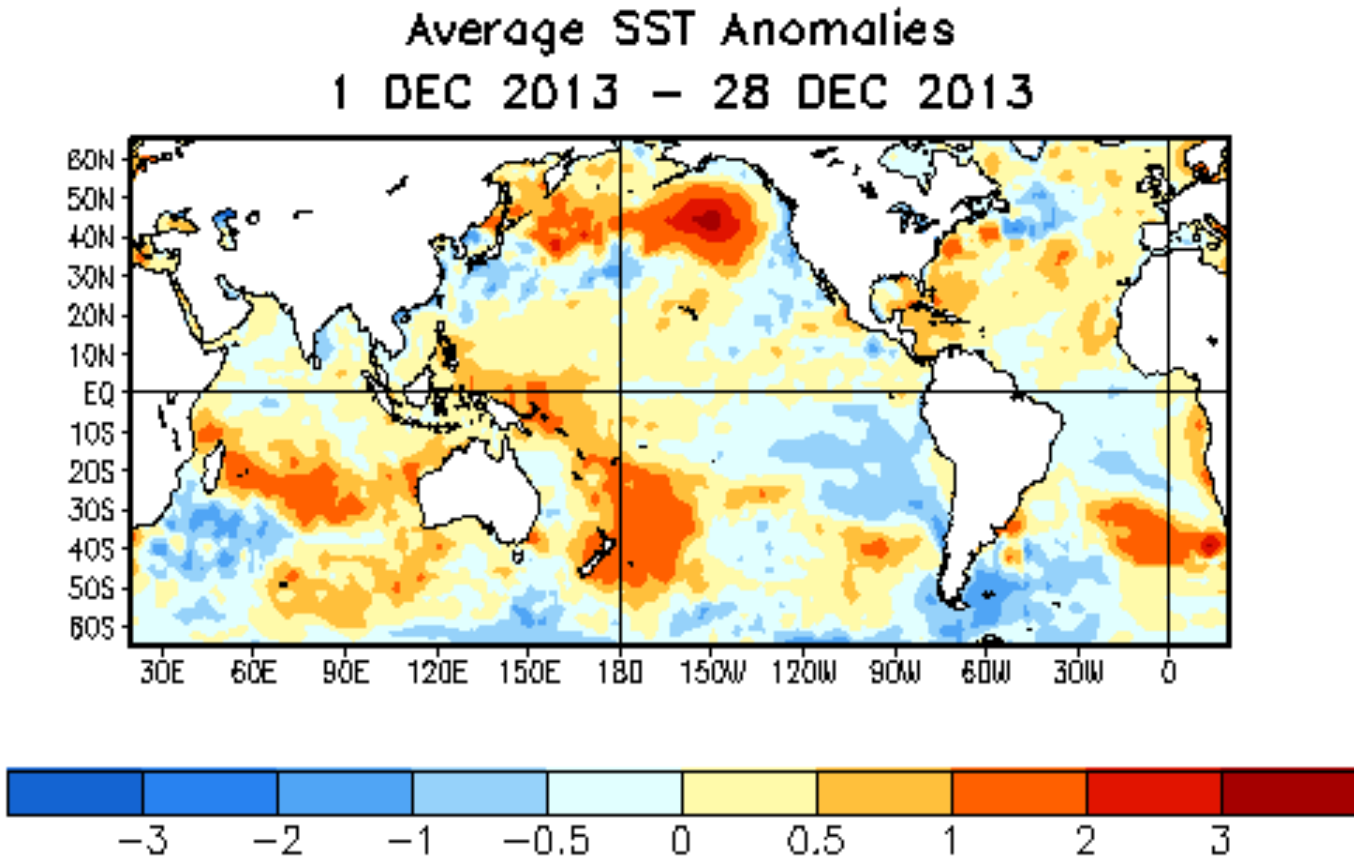 Average SST Anomalies
1 DEC 2013 – 28 DEC 2013
60N
50N
40N
30N
20N
10N
EQ
10S
20S
30S
40S
50S
60S
30E 60E 90E 120E 150E 180 150W 120W 90W 60W 30W 0
−3 −2 −1 −0.5 0 0.5 1 2 3